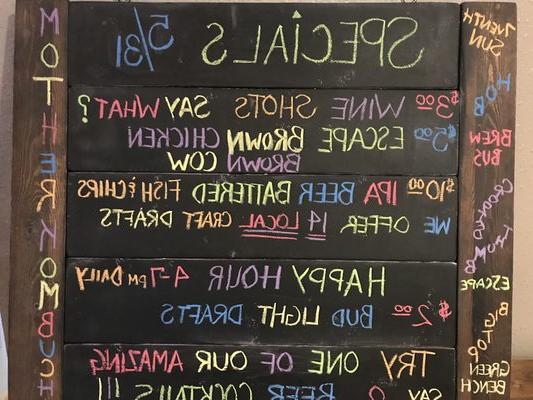 SPECIALS 5/31
$3.00 WINE SHOTS SAY WHAT?
$5.00 ESCAPE BROWN CHICKEN
BROWN COW
$10.00 IPA BEER BATTERED FISH & CHIPS
WE OFFER 14 LOCAL CRAFT DRAFTS
HAPPY HOUR 4-7PM DAILY
$2.00 BUD LIGHT DRAFTS
TRY ONE OF OUR AMAZING
BEER COCKTAILS!!!
7VENTH
SUN
HOB
BREW
BUS
CROOKED THUMB
ESCAPE
BIG TOP
GREEN
BENCH
MOTHER KOMBUCH